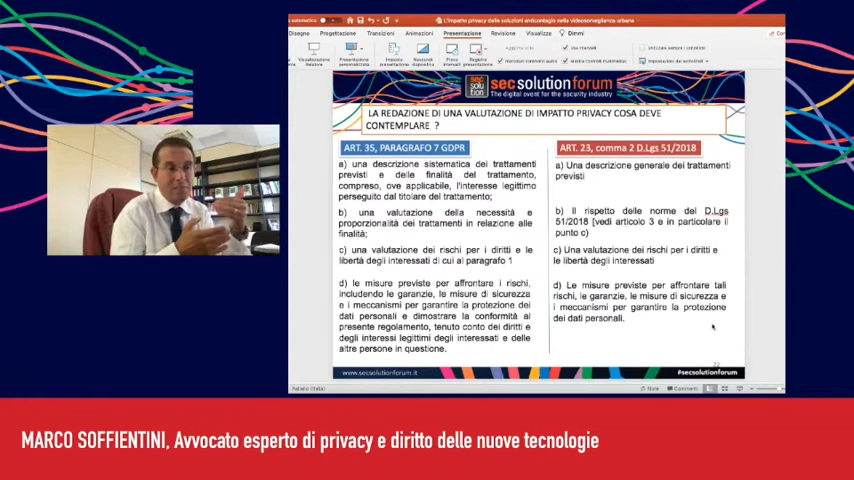 L'impatto privacy delle soluzioni anticontagio nella videosorveglianza urbana
Disegno Progettazione Transizioni Animazioni Presentazione Revisione Visualizza Dimmi
secsolutionforum
The digital event for the security industry
LA REDAZIONE DI UNA VALUTAZIONE DI IMPATTO PRIVACY COSA DEVE
CONTEMPLARE ?
ART. 35, PARAGRAFO 7 GDPR
a) una descrizione sistematica dei trattamenti
previsti e delle finalità del trattamento,
compreso, ove applicabile, l'interesse legittimo
perseguito dal titolare del trattamento;
b) una valutazione della necessità e
proporzionalità dei trattamenti in relazione alle
finalità;
c) una valutazione dei rischi per i diritti e le
libertà degli interessati di cui al paragrafo 1
d) le misure previste per affrontare i rischi,
includendo le garanzie, le misure di sicurezza
e i meccanismi per garantire la protezione dei
dati personali e dimostrare la conformità al
presente regolamento, tenuto conto dei diritti e
degli interessi legittimi degli interessati e delle
altre persone in questione.
ART. 23, comma 2 D.Lgs 51/2018
a) Una descrizione generale dei trattamenti
previsti
b) Il rispetto delle norme del D.Lgs
51/2018 [vedi articolo 3 e in particolare il
punto c)
c) Una valutazione dei rischi per i diritti e
le libertà degli interessati
d) Le misure previste per affrontare tali
rischi, le garanzie, le misure di sicurezza e
i meccanismi per garantire la protezione
dei dati personali.
www.secsolutionforum.it
#secsolutionforum
MARCO SOFFIENTINI, Avvocato esperto di privacy e diritto delle nuove tecnologie